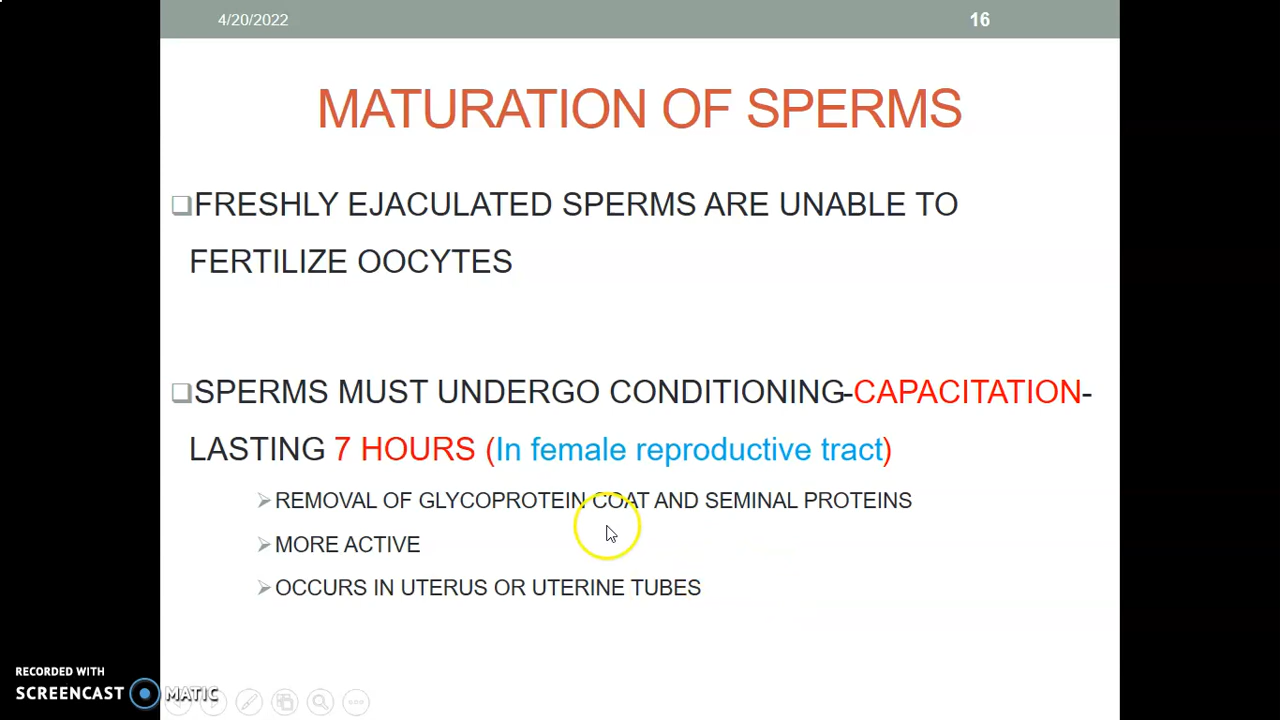 4/20/2022
16
MATURATION OF SPERMS
FRESHLY EJACULATED SPERMS ARE UNABLE TO
FERTILIZE OOCYTES
SPERMS MUST UNDERGO CONDITIONING-CAPACITATION-
LASTING 7 HOURS (In female reproductive tract)
REMOVAL OF GLYCOPROTEIN COAT AND SEMINAL PROTEINS
MORE ACTIVE
OCCURS IN UTERUS OR UTERINE TUBES
RECORDED WITH
SCREENCAST MATIC